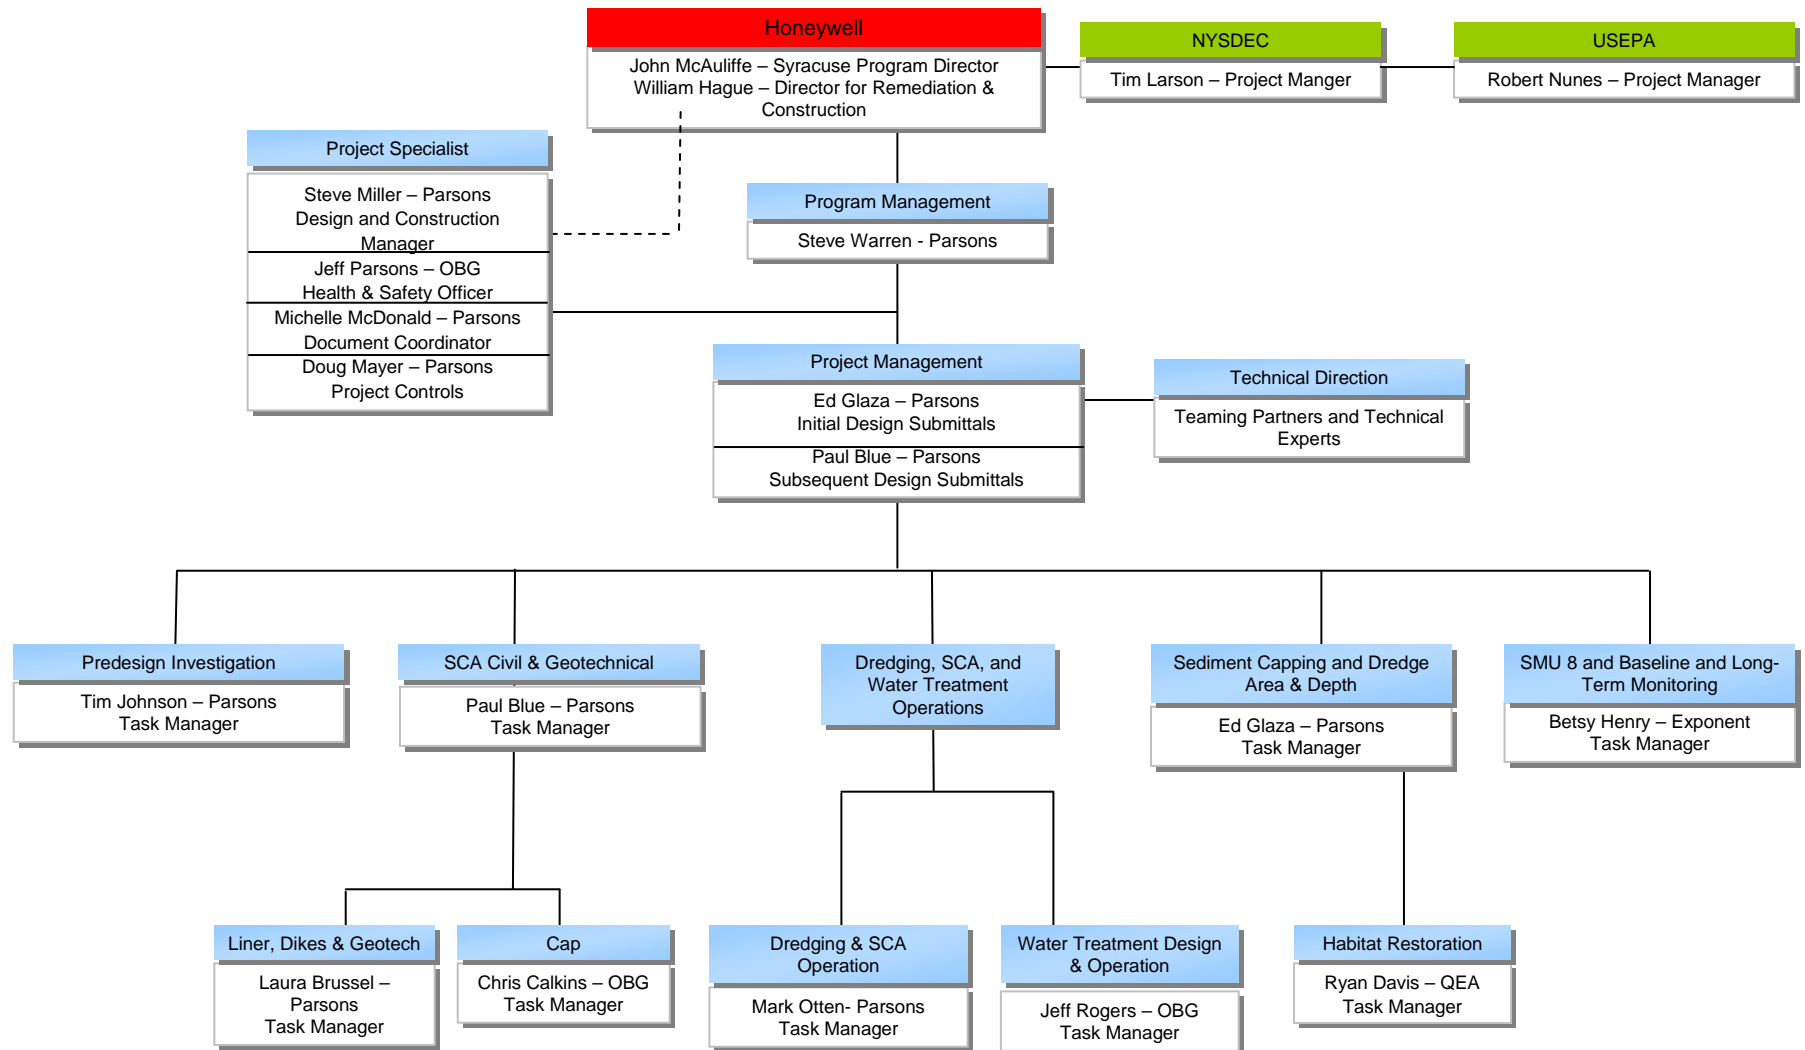 Honeywell
John McAuliffe – Syracuse Program Director
William Hague – Director for Remediation &
Construction
NYSDEC
Tim Larson – Project Manger
USEPA
Robert Nunes – Project Manager
Project Specialist
Steve Miller – Parsons
Design and Construction
Manager
Jeff Parsons – OBG
Health & Safety Officer
Michelle McDonald – Parsons
Document Coordinator
Doug Mayer – Parsons
Project Controls
Program Management
Steve Warren - Parsons
Project Management
Ed Glaza – Parsons
Initial Design Submittals
Paul Blue – Parsons
Subsequent Design Submittals
Technical Direction
Teaming Partners and Technical
Experts
Predesign Investigation
Tim Johnson – Parsons
Task Manager
SCA Civil & Geotechnical
Paul Blue – Parsons
Task Manager
Dredging, SCA, and
Water Treatment
Operations
Sediment Capping and Dredge
Area & Depth
Ed Glaza – Parsons
Task Manager
SMU 8 and Baseline and Long-
Term Monitoring
Betsy Henry – Exponent
Task Manager
Liner, Dikes & Geotech
Laura Brussel –
Parsons
Task Manager
Cap
Chris Calkins – OBG
Task Manager
Dredging & SCA
Operation
Mark Otten- Parsons
Task Manager
Water Treatment Design
& Operation
Jeff Rogers – OBG
Task Manager
Habitat Restoration
Ryan Davis – QEA
Task Manager